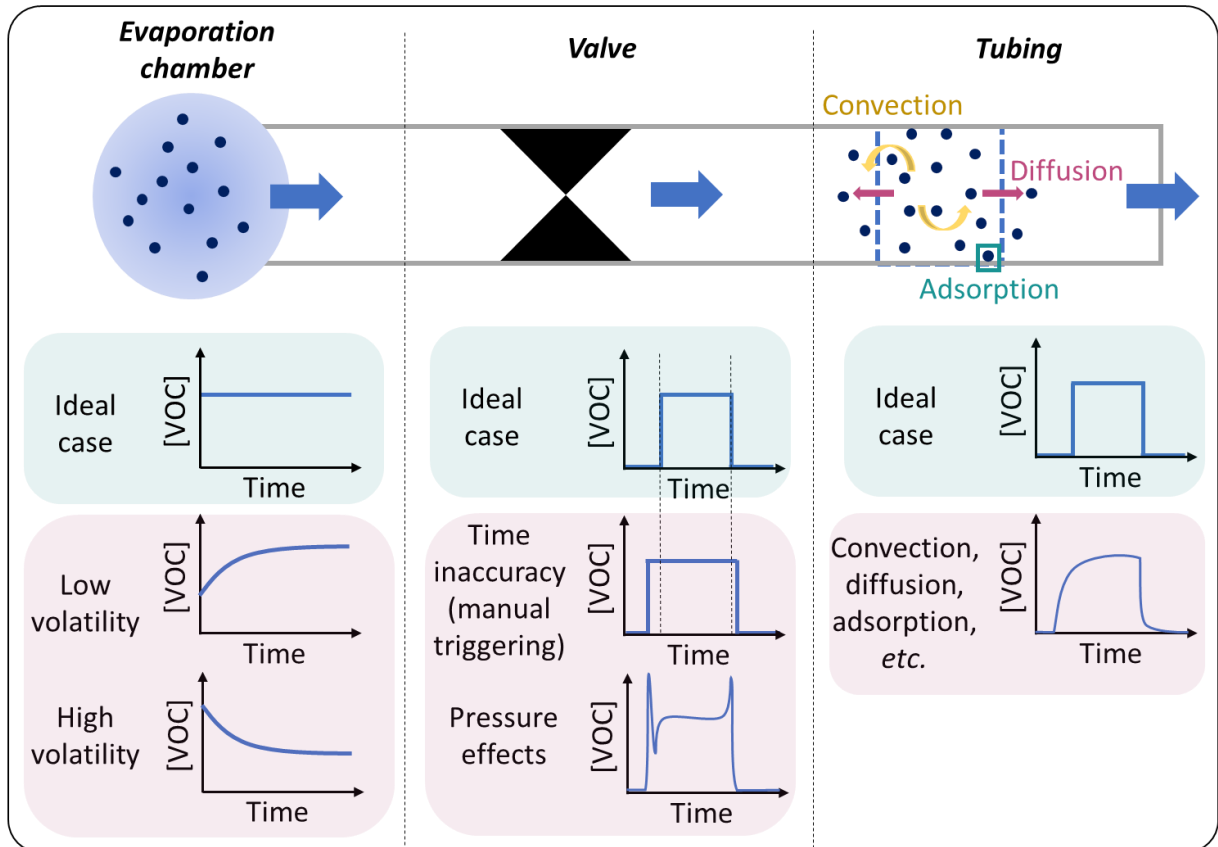 Evaporation
chamber
Valve
Tubing
Convection
Diffusion
Adsorption
Ideal
case
[VOC]
Time
Low
volatility
[VOC]
High
volatility
[VOC]
Time
Ideal
case
[VOC]
Time
Time
inaccuracy
(manual
triggering)
[VOC]
Pressure
effects
[VOC]
Time
Ideal
case
[VOC]
Time
Convection,
diffusion,
adsorption,
etc.
[VOC]
Time